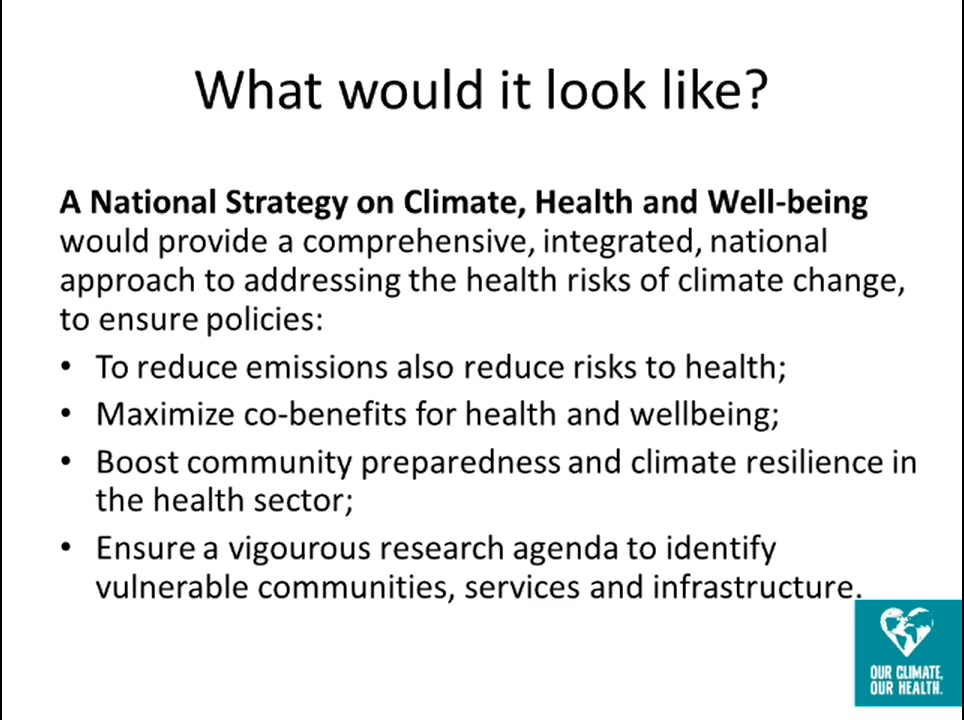 What would it look like?
A National Strategy on Climate, Health and Well-being
would provide a comprehensive, integrated, national
approach to addressing the health risks of climate change,
to ensure policies:
• To reduce emissions also reduce risks to health;
• Maximize co-benefits for health and wellbeing;
• Boost community preparedness and climate resilience in
the health sector;
• Ensure a vigourous research agenda to identify
vulnerable communities, services and infrastructure.
OUR CLIMATE,
OUR HEALTH.